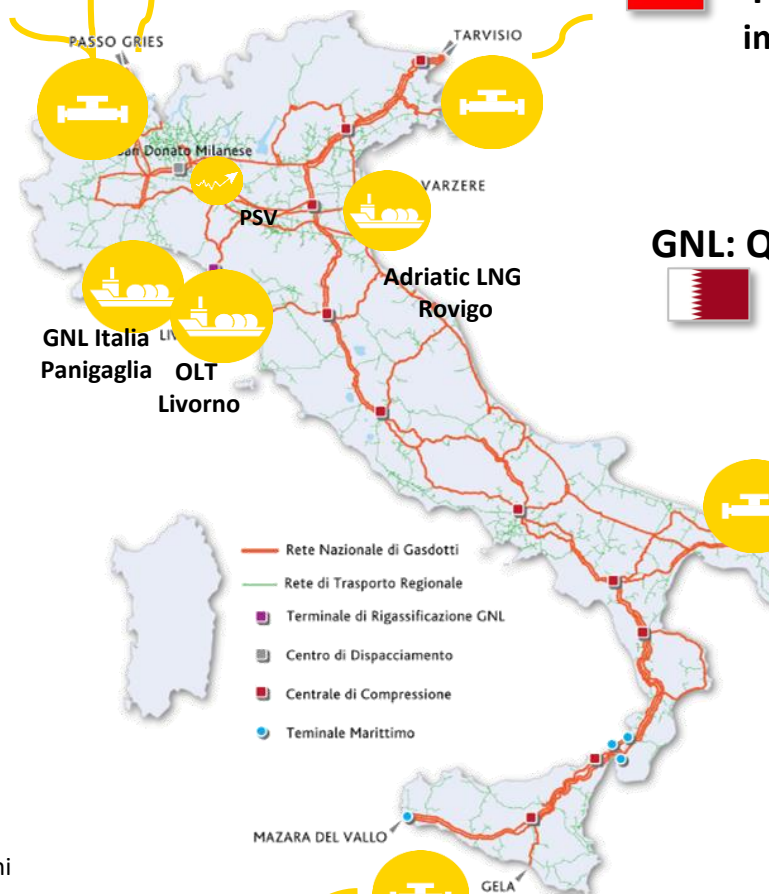 in
PASSO GRIES
TARVISIO
San Donato Milanese
PSV
VARZERE
GNL: Q
Adriatic LNG
Rovigo
GNL Italia
Panigaglia
LIV
OLT
Livorno
Rete Nazionale di Gasdotti
Rete di Trasporto Regionale
Terminale di Rigassificazione GNL
Centro di Dispacciamento
Centrale di Compressione
Teminale Marittimo
MAZARA DEL VALLO
GELA
ni